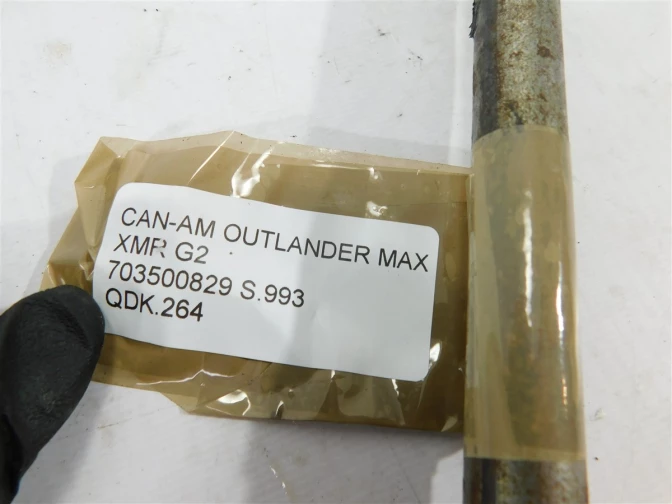 CAN-AM OUTLANDER MAX
XMR G2
703500829 S.993
QDK.264